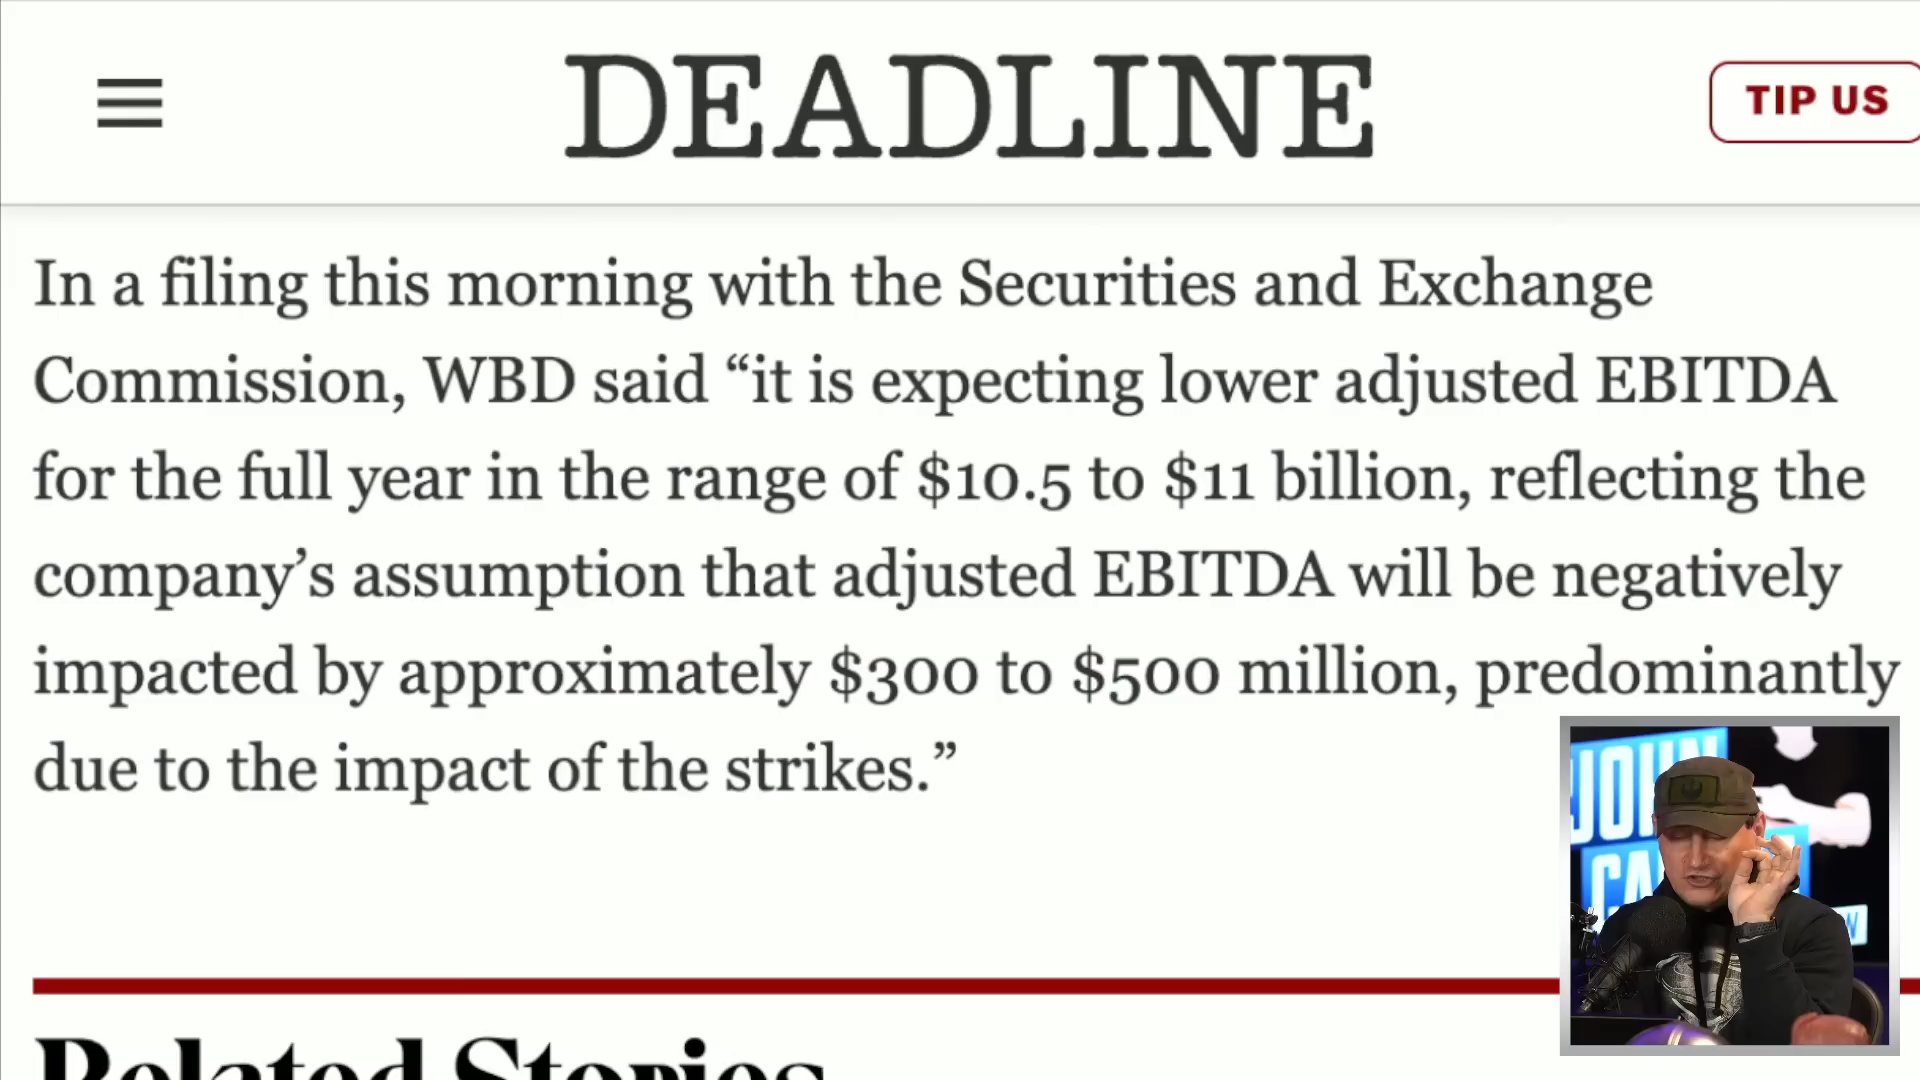 DEADLINE
TIP US
In a filing this morning with the Securities and Exchange
Commission, WBD said “it is expecting lower adjusted EBITDA
for the full year in the range of $10.5 to $11 billion, reflecting the
company’s assumption that adjusted EBITDA will be negatively
impacted by approximately $300 to $500 million, predominantly
due to the impact of the strikes.”
Related Stories
JOHN
CA